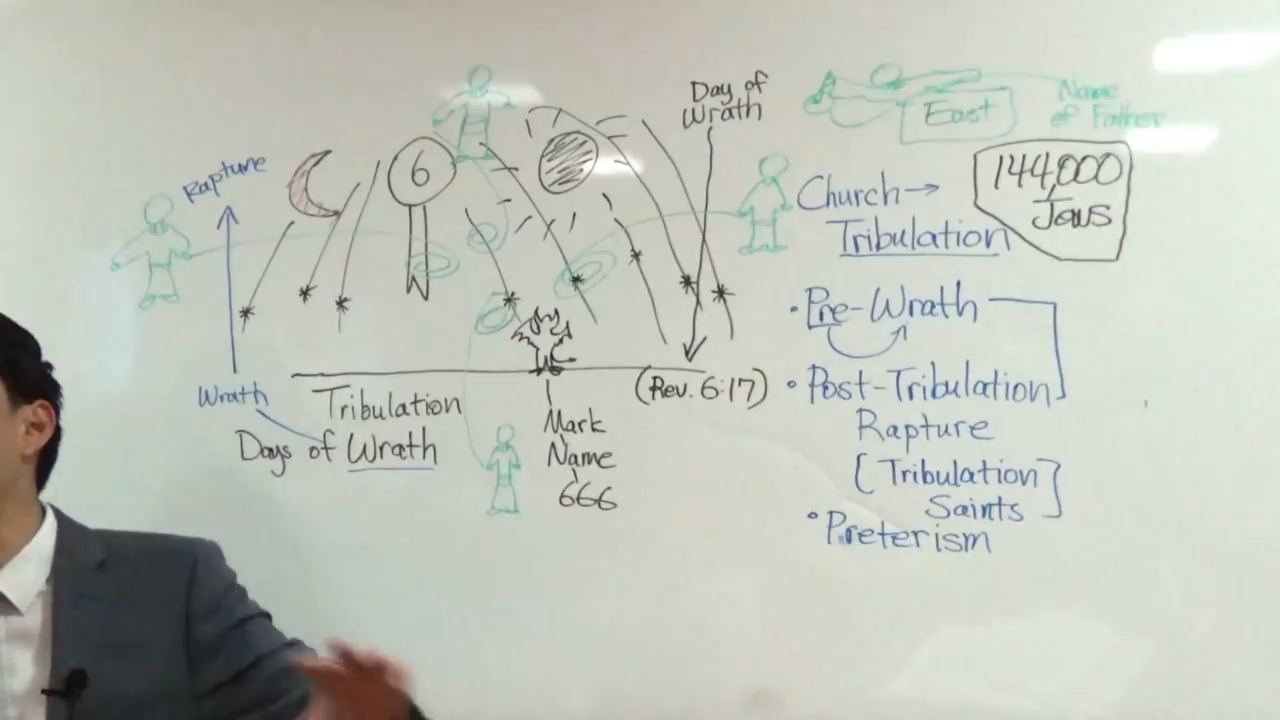 Rapture
6
Day of
Wrath
East
Name
of Father
Church→
Tribulation
144,000
Jews
• Pre-Wrath
• Post-Tribulation
Rapture
[Tribulation
Saints]
• Preterism
Wrath
Tribulation
Days of Wrath
Mark
Name
666
(Rev. 6:17)